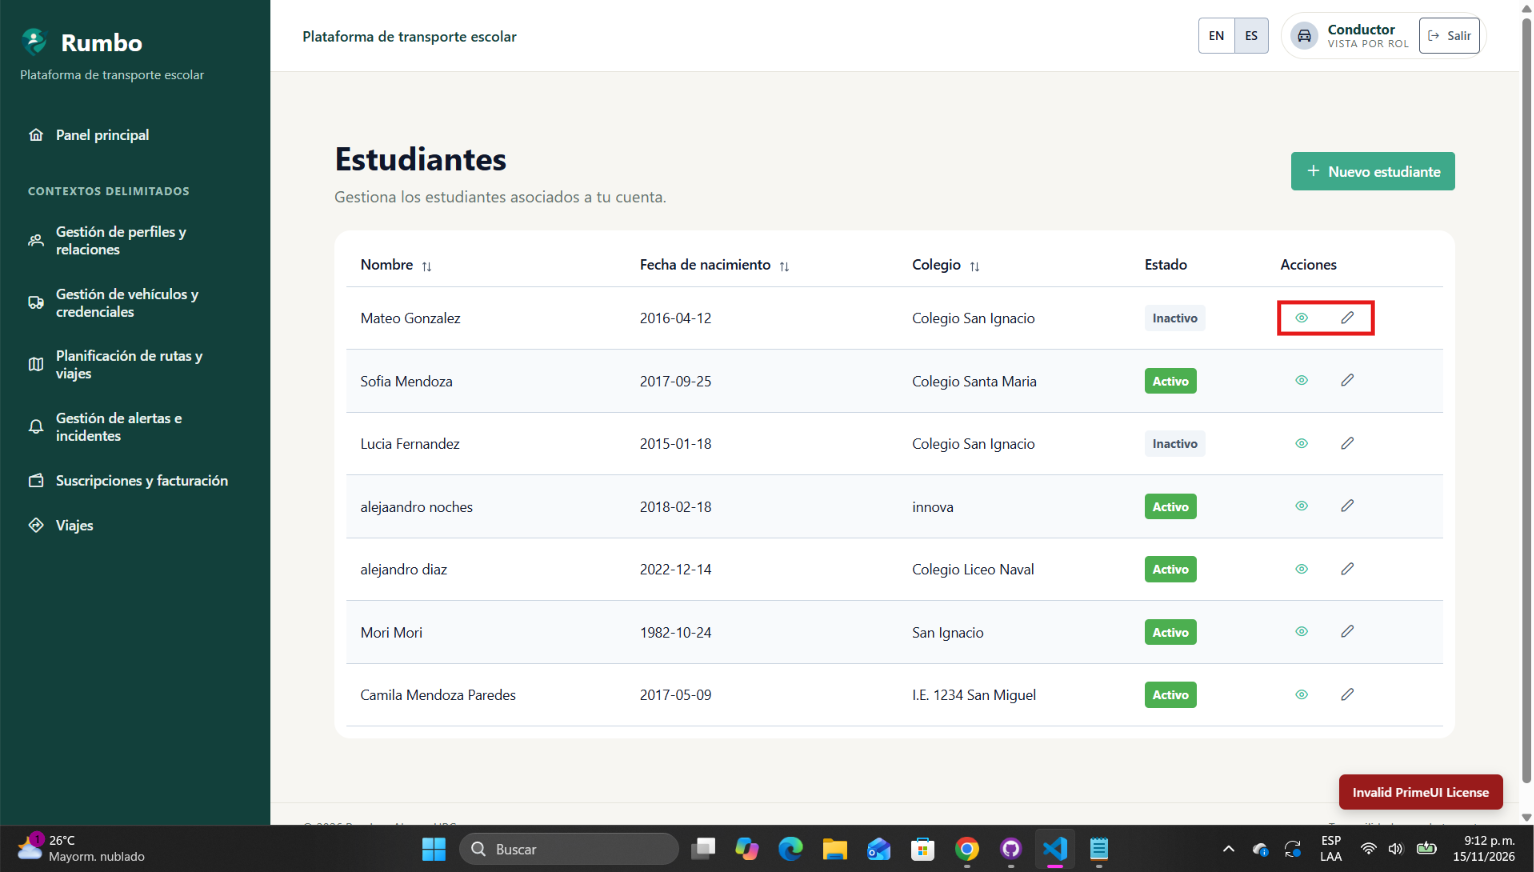 Rumbo
Plataforma de transporte escolar
Panel principal
CONTEXTOS DELIMITADOS
Gestión de perfiles y
relaciones
Gestión de vehículos y
credenciales
Planificación de rutas y
viajes
Gestión de alertas e
incidentes
Suscripciones y facturación
Viajes
Plataforma de transporte escolar
EN ES
Conductor
VISTA POR ROL
Salir
Estudiantes
Gestiona los estudiantes asociados a tu cuenta.
+ Nuevo estudiante
Nombre Fecha de nacimiento Colegio Estado Acciones
Mateo Gonzalez 2016-04-12 Colegio San Ignacio Inactivo
Sofia Mendoza 2017-09-25 Colegio Santa Maria Activo
Lucia Fernandez 2015-01-18 Colegio San Ignacio Inactivo
alejaandro noches 2018-02-18 innova Activo
alejandro diaz 2022-12-14 Colegio Liceo Naval Activo
Mori Mori 1982-10-24 San Ignacio Activo
Camila Mendoza Paredes 2017-05-09 I.E. 1234 San Miguel Activo
Invalid PrimeUI License
1
26°C
Mayorm. nublado
Buscar
ESP
LAA
9:12 p.m.
15/11/2026